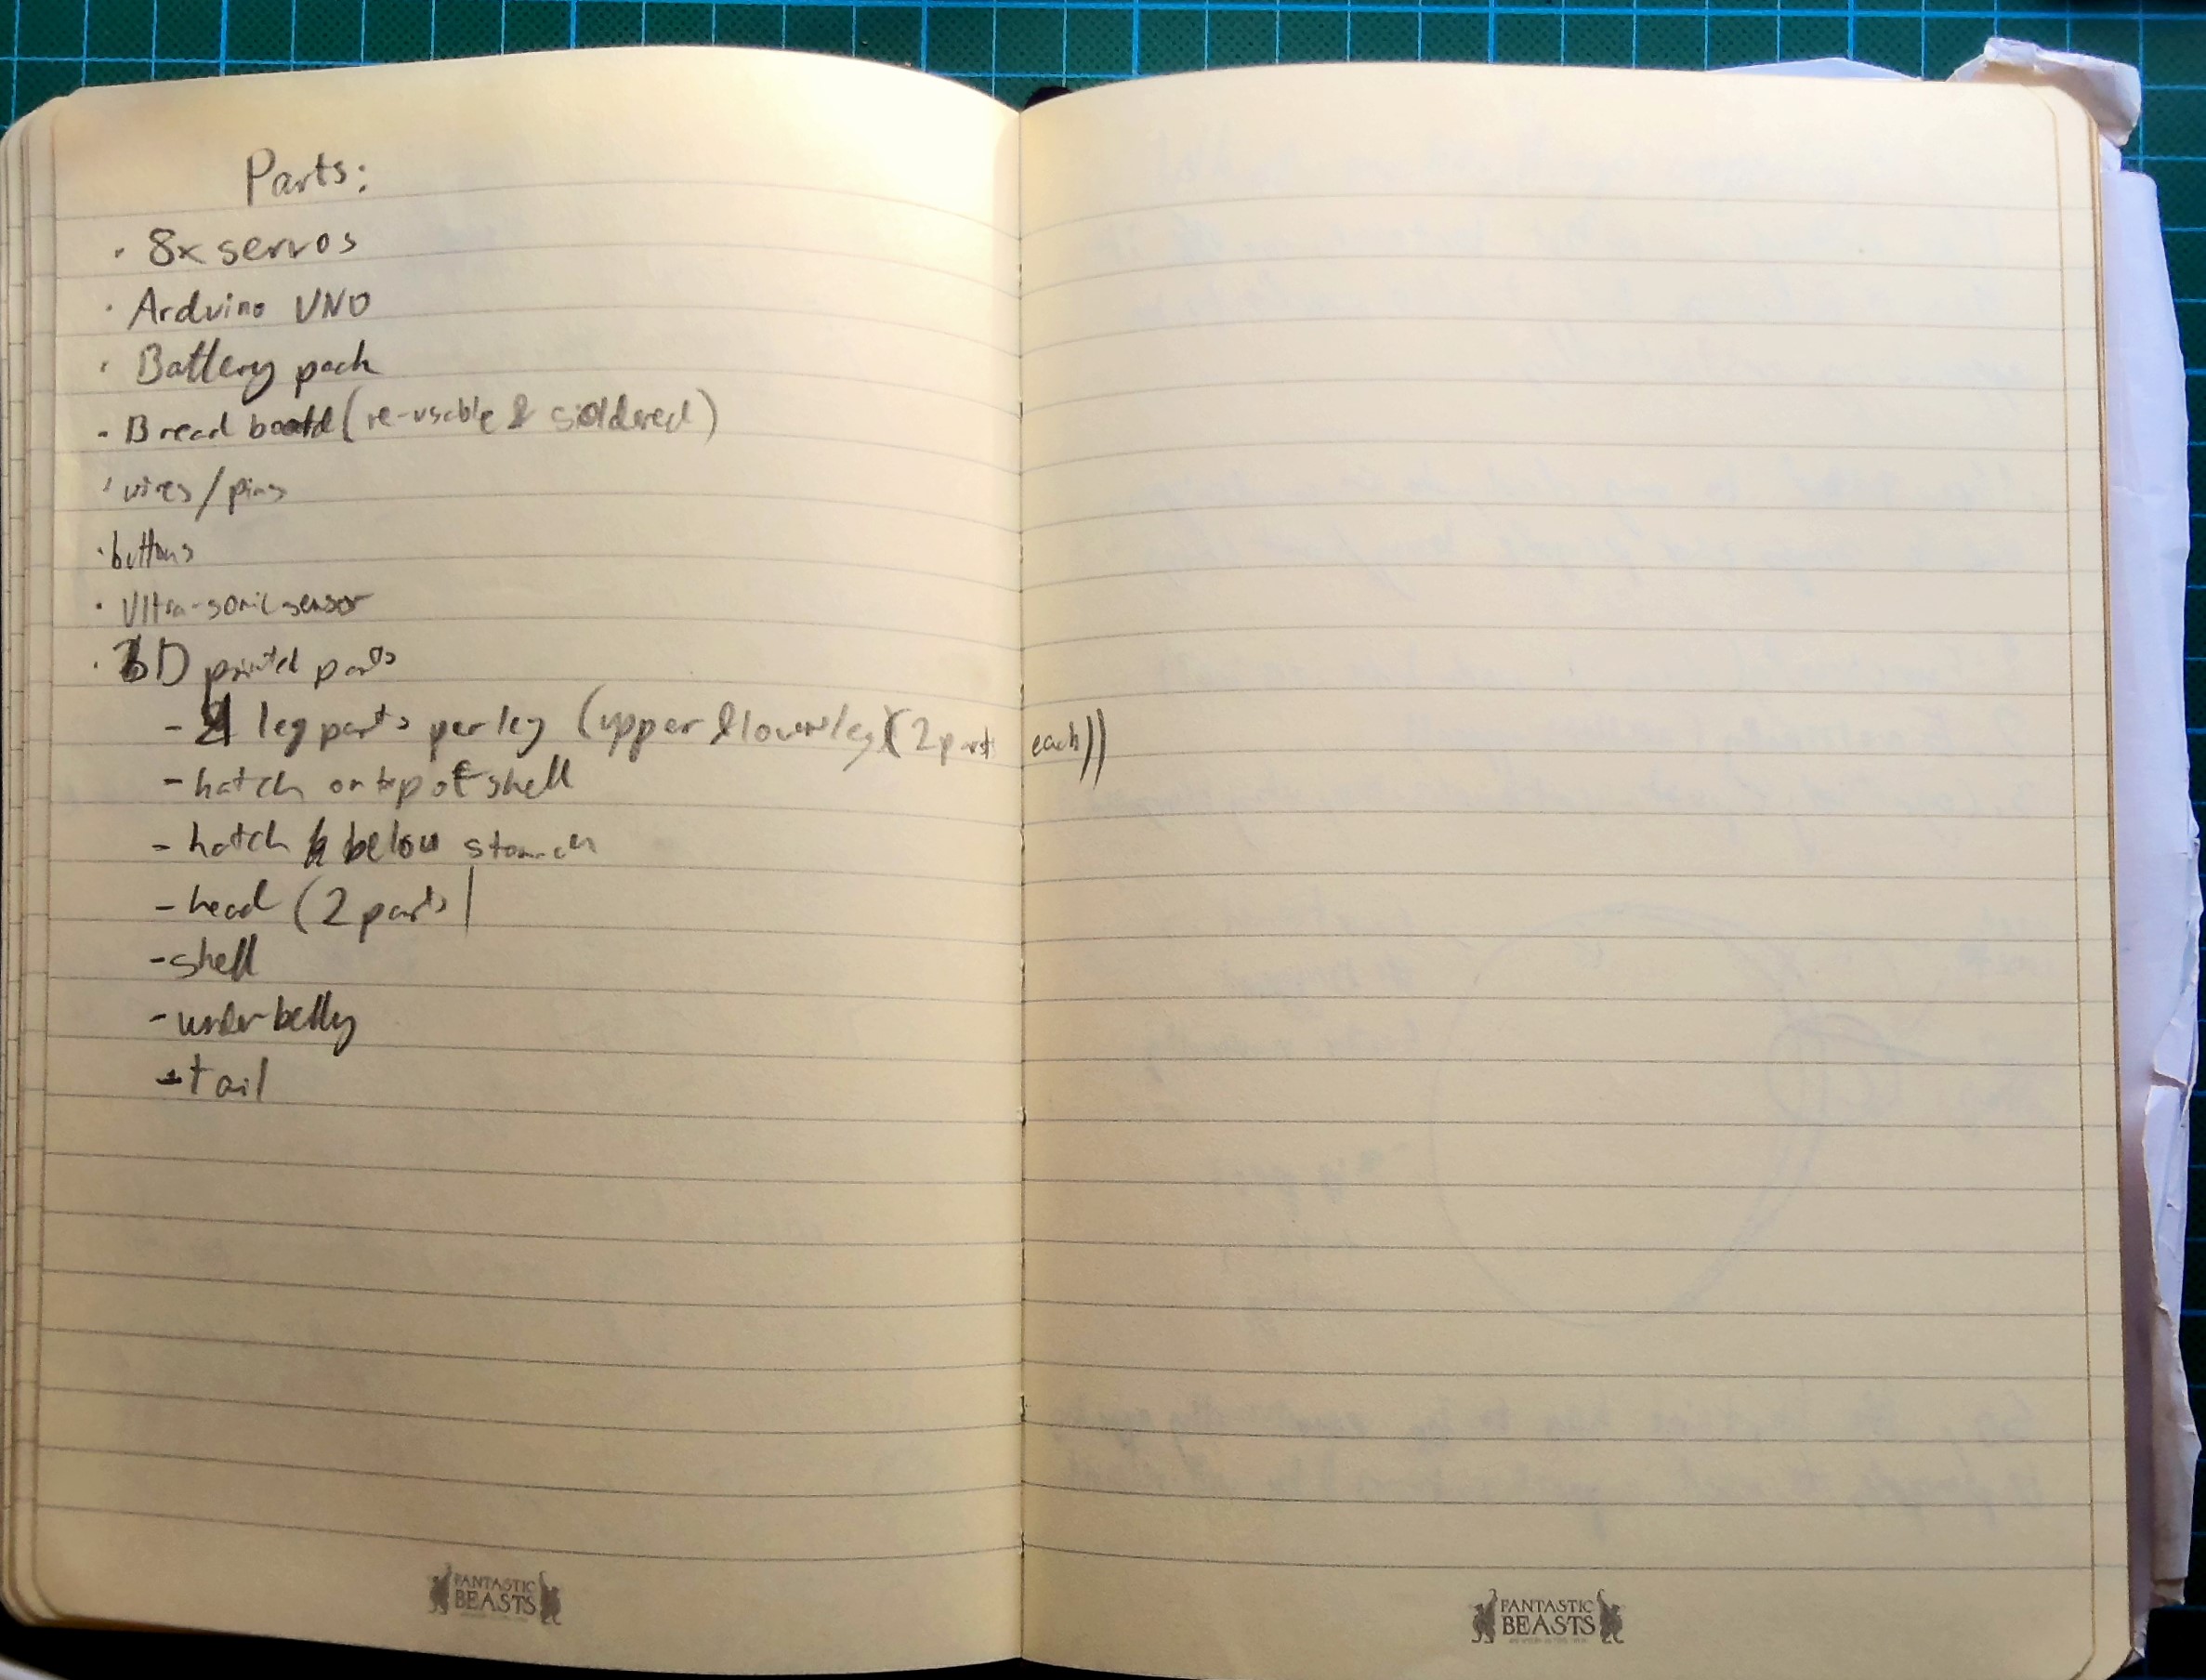 Parts:
· 8x servos
· Arduino UNO
· Battery pack
- Bread board (re-usable & soldered)
· wires/pins
· buttons
· Ultra-sonic sensor
· 3D printed parts
- 4 leg parts per leg (upper & lower leg (2 parts each))
- hatch on top of shell
- hatch below stomach
- head (2 parts)
- shell
- underbelly
- tail
FANTASTIC
BEASTS
FANTASTIC
BEASTS